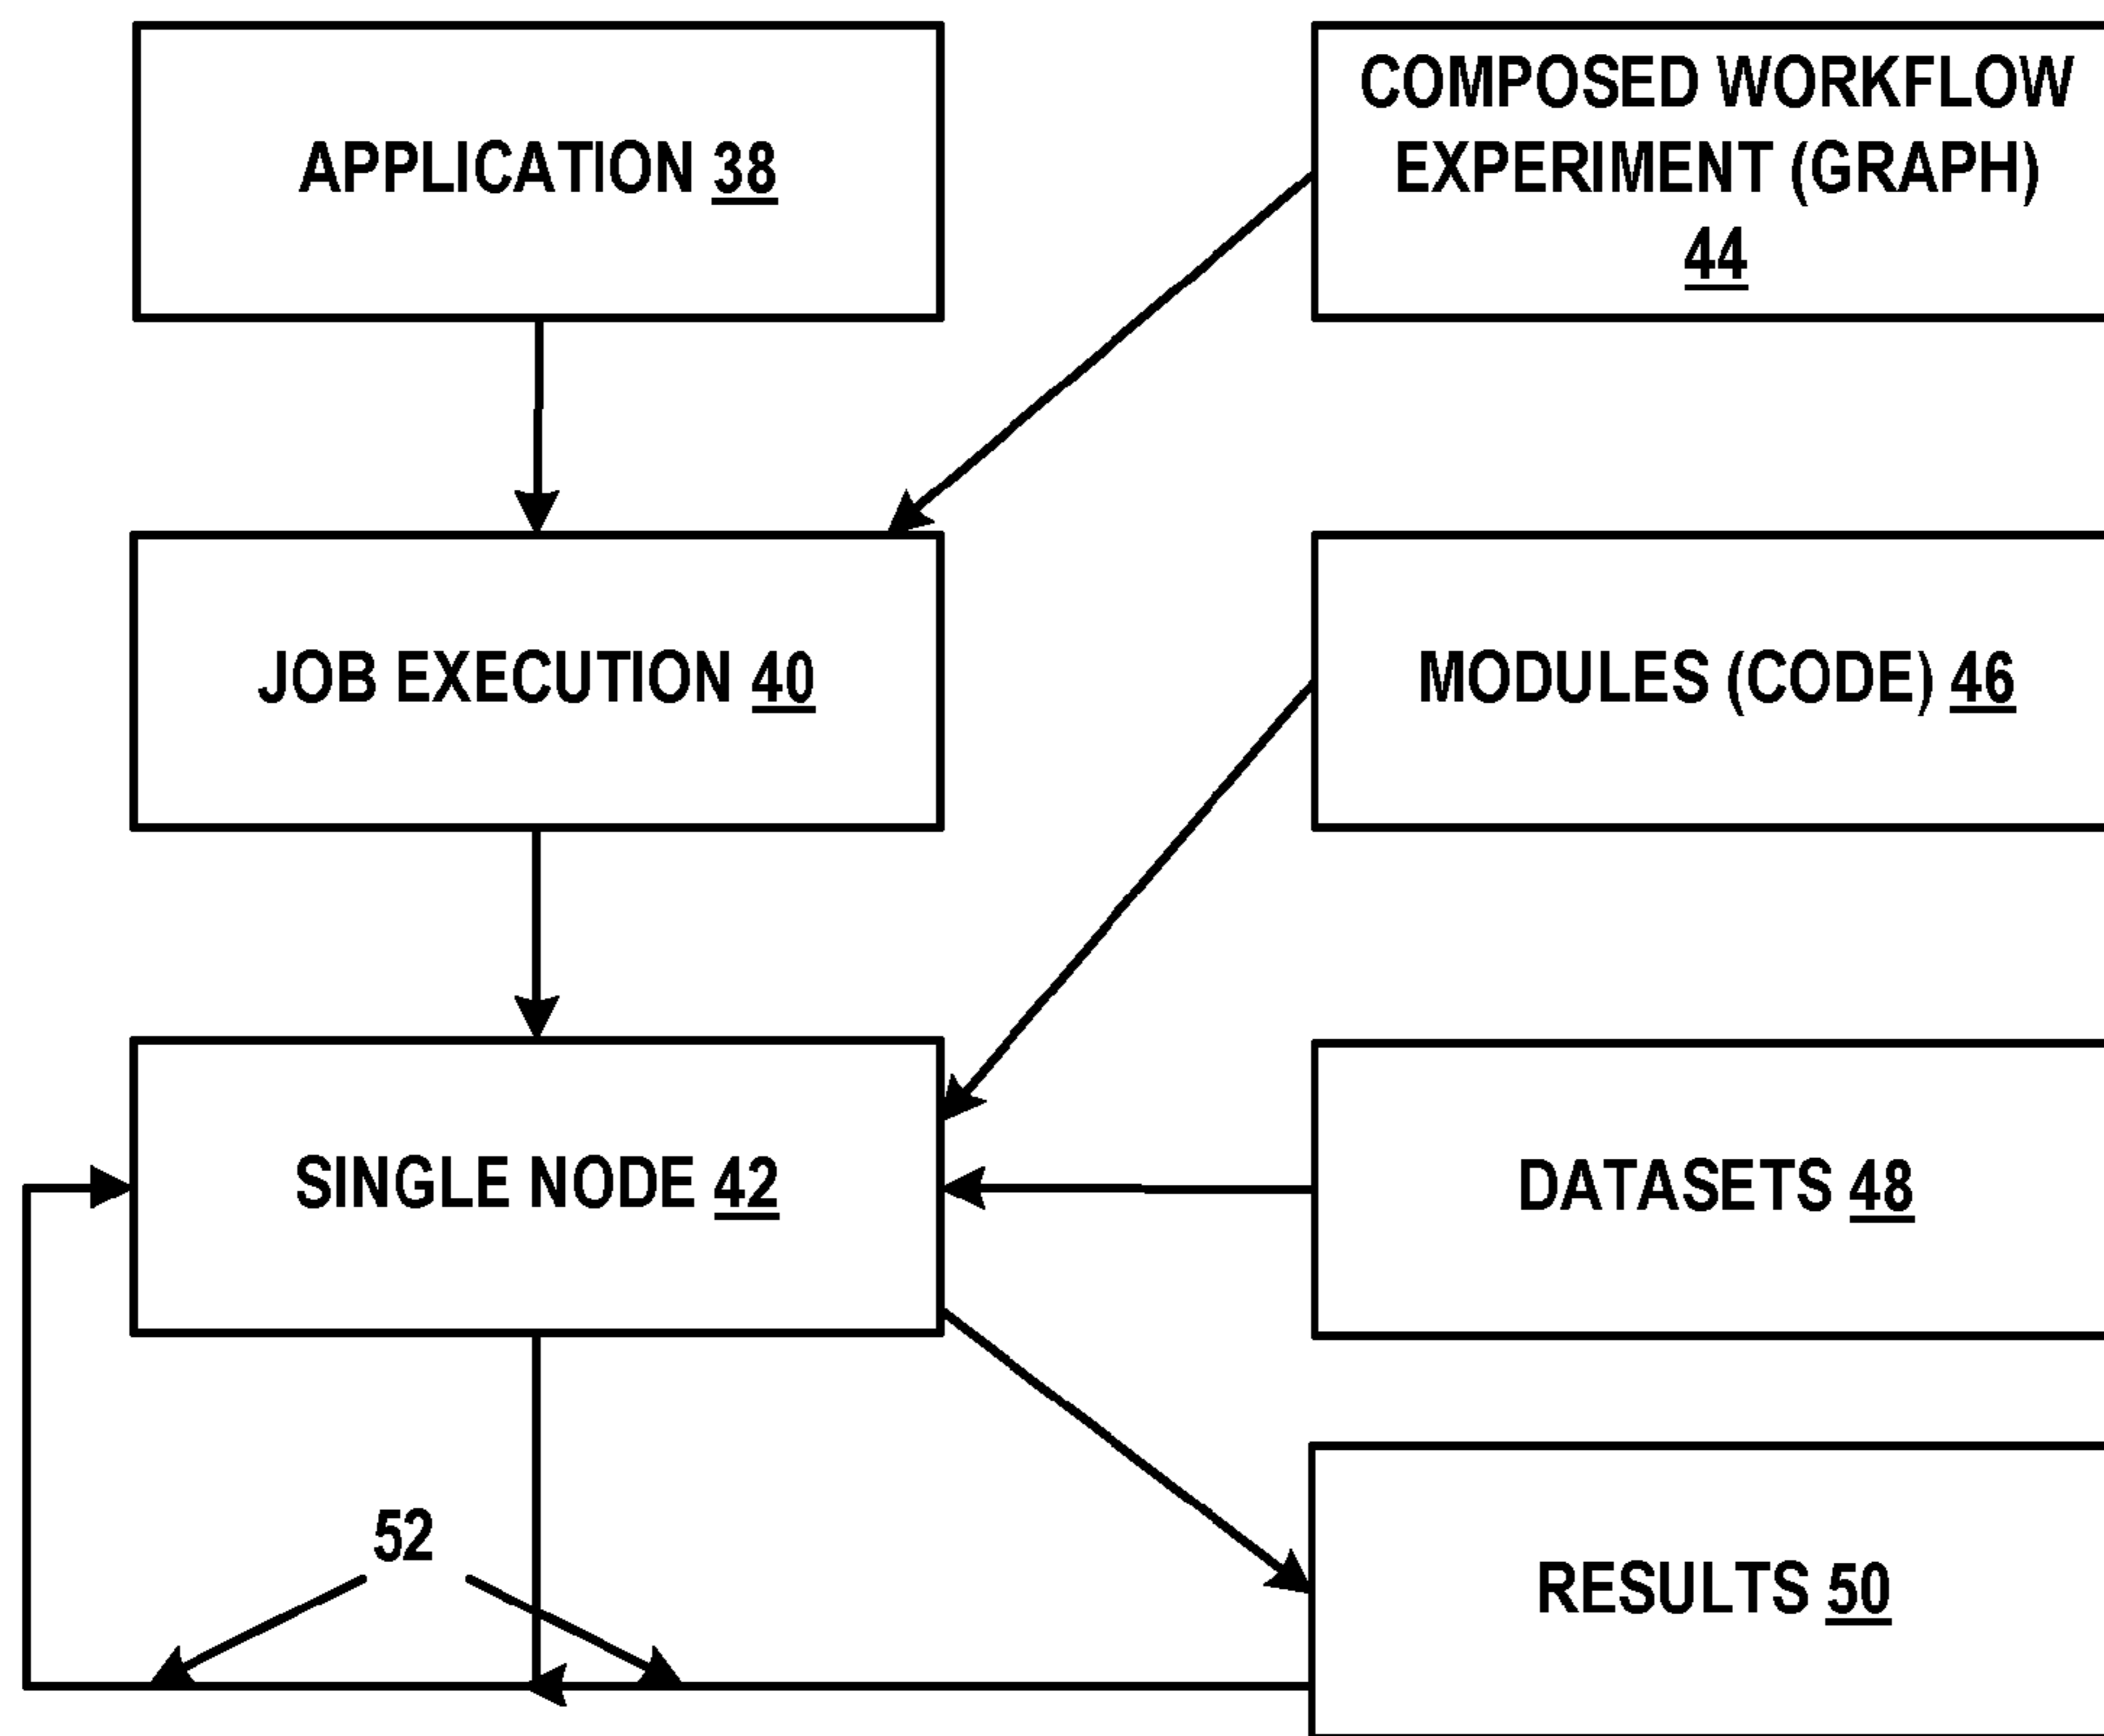 APPLICATION 38
COMPOSED WORKFLOW
EXPERIMENT (GRAPH)
44
JOB EXECUTION 40
MODULES (CODE) 46
SINGLE NODE 42
DATASETS 48
52
RESULTS 50